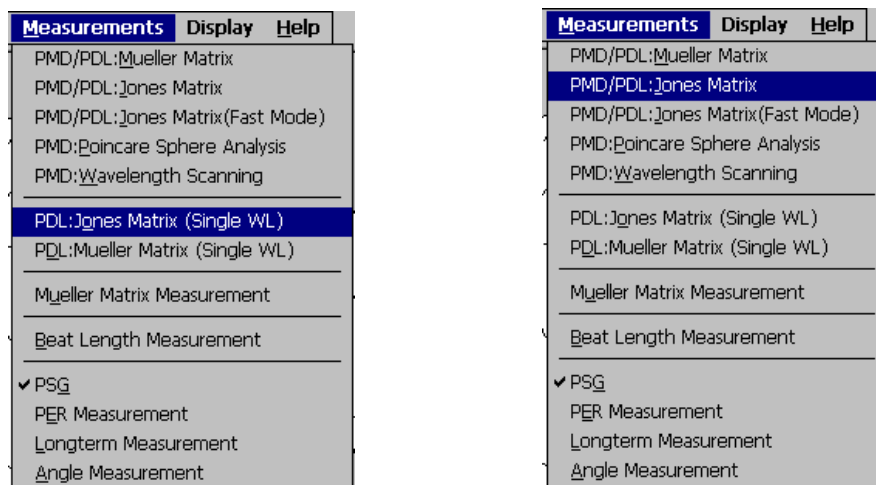 Measurements Display Help
PMD/PDL:Mueller Matrix
PMD/PDL:Jones Matrix
PMD/PDL:Jones Matrix(Fast Mode)
PMD:Poincare Sphere Analysis
PMD:Wavelength Scanning
PDL:Jones Matrix (Single WL)
PDL:Mueller Matrix (Single WL)
Mueller Matrix Measurement
Beat Length Measurement
PSG
PER Measurement
Longterm Measurement
Angle Measurement
Measurements Display Help
PMD/PDL:Mueller Matrix
PMD/PDL:Jones Matrix
PMD/PDL:Jones Matrix(Fast Mode)
PMD:Poincare Sphere Analysis
PMD:Wavelength Scanning
PDL:Jones Matrix (Single WL)
PDL:Mueller Matrix (Single WL)
Mueller Matrix Measurement
Beat Length Measurement
PSG
PER Measurement
Longterm Measurement
Angle Measurement